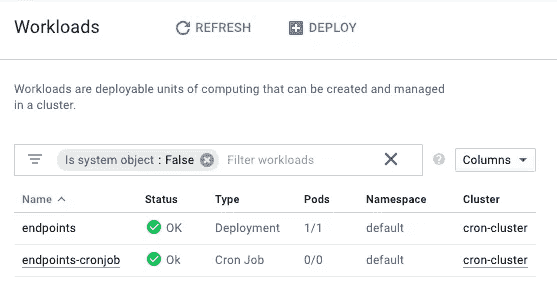 Workloads REFRESH DEPLOY
Workloads are deployable units of computing that can be created and managed
in a cluster.
Is system object : False Filter workloads Columns
Name Status Type Pods Namespace Cluster
endpoints OK Deployment 1/1 default cron-cluster
endpoints-cronjob Ok Cron Job 0/0 default cron-cluster